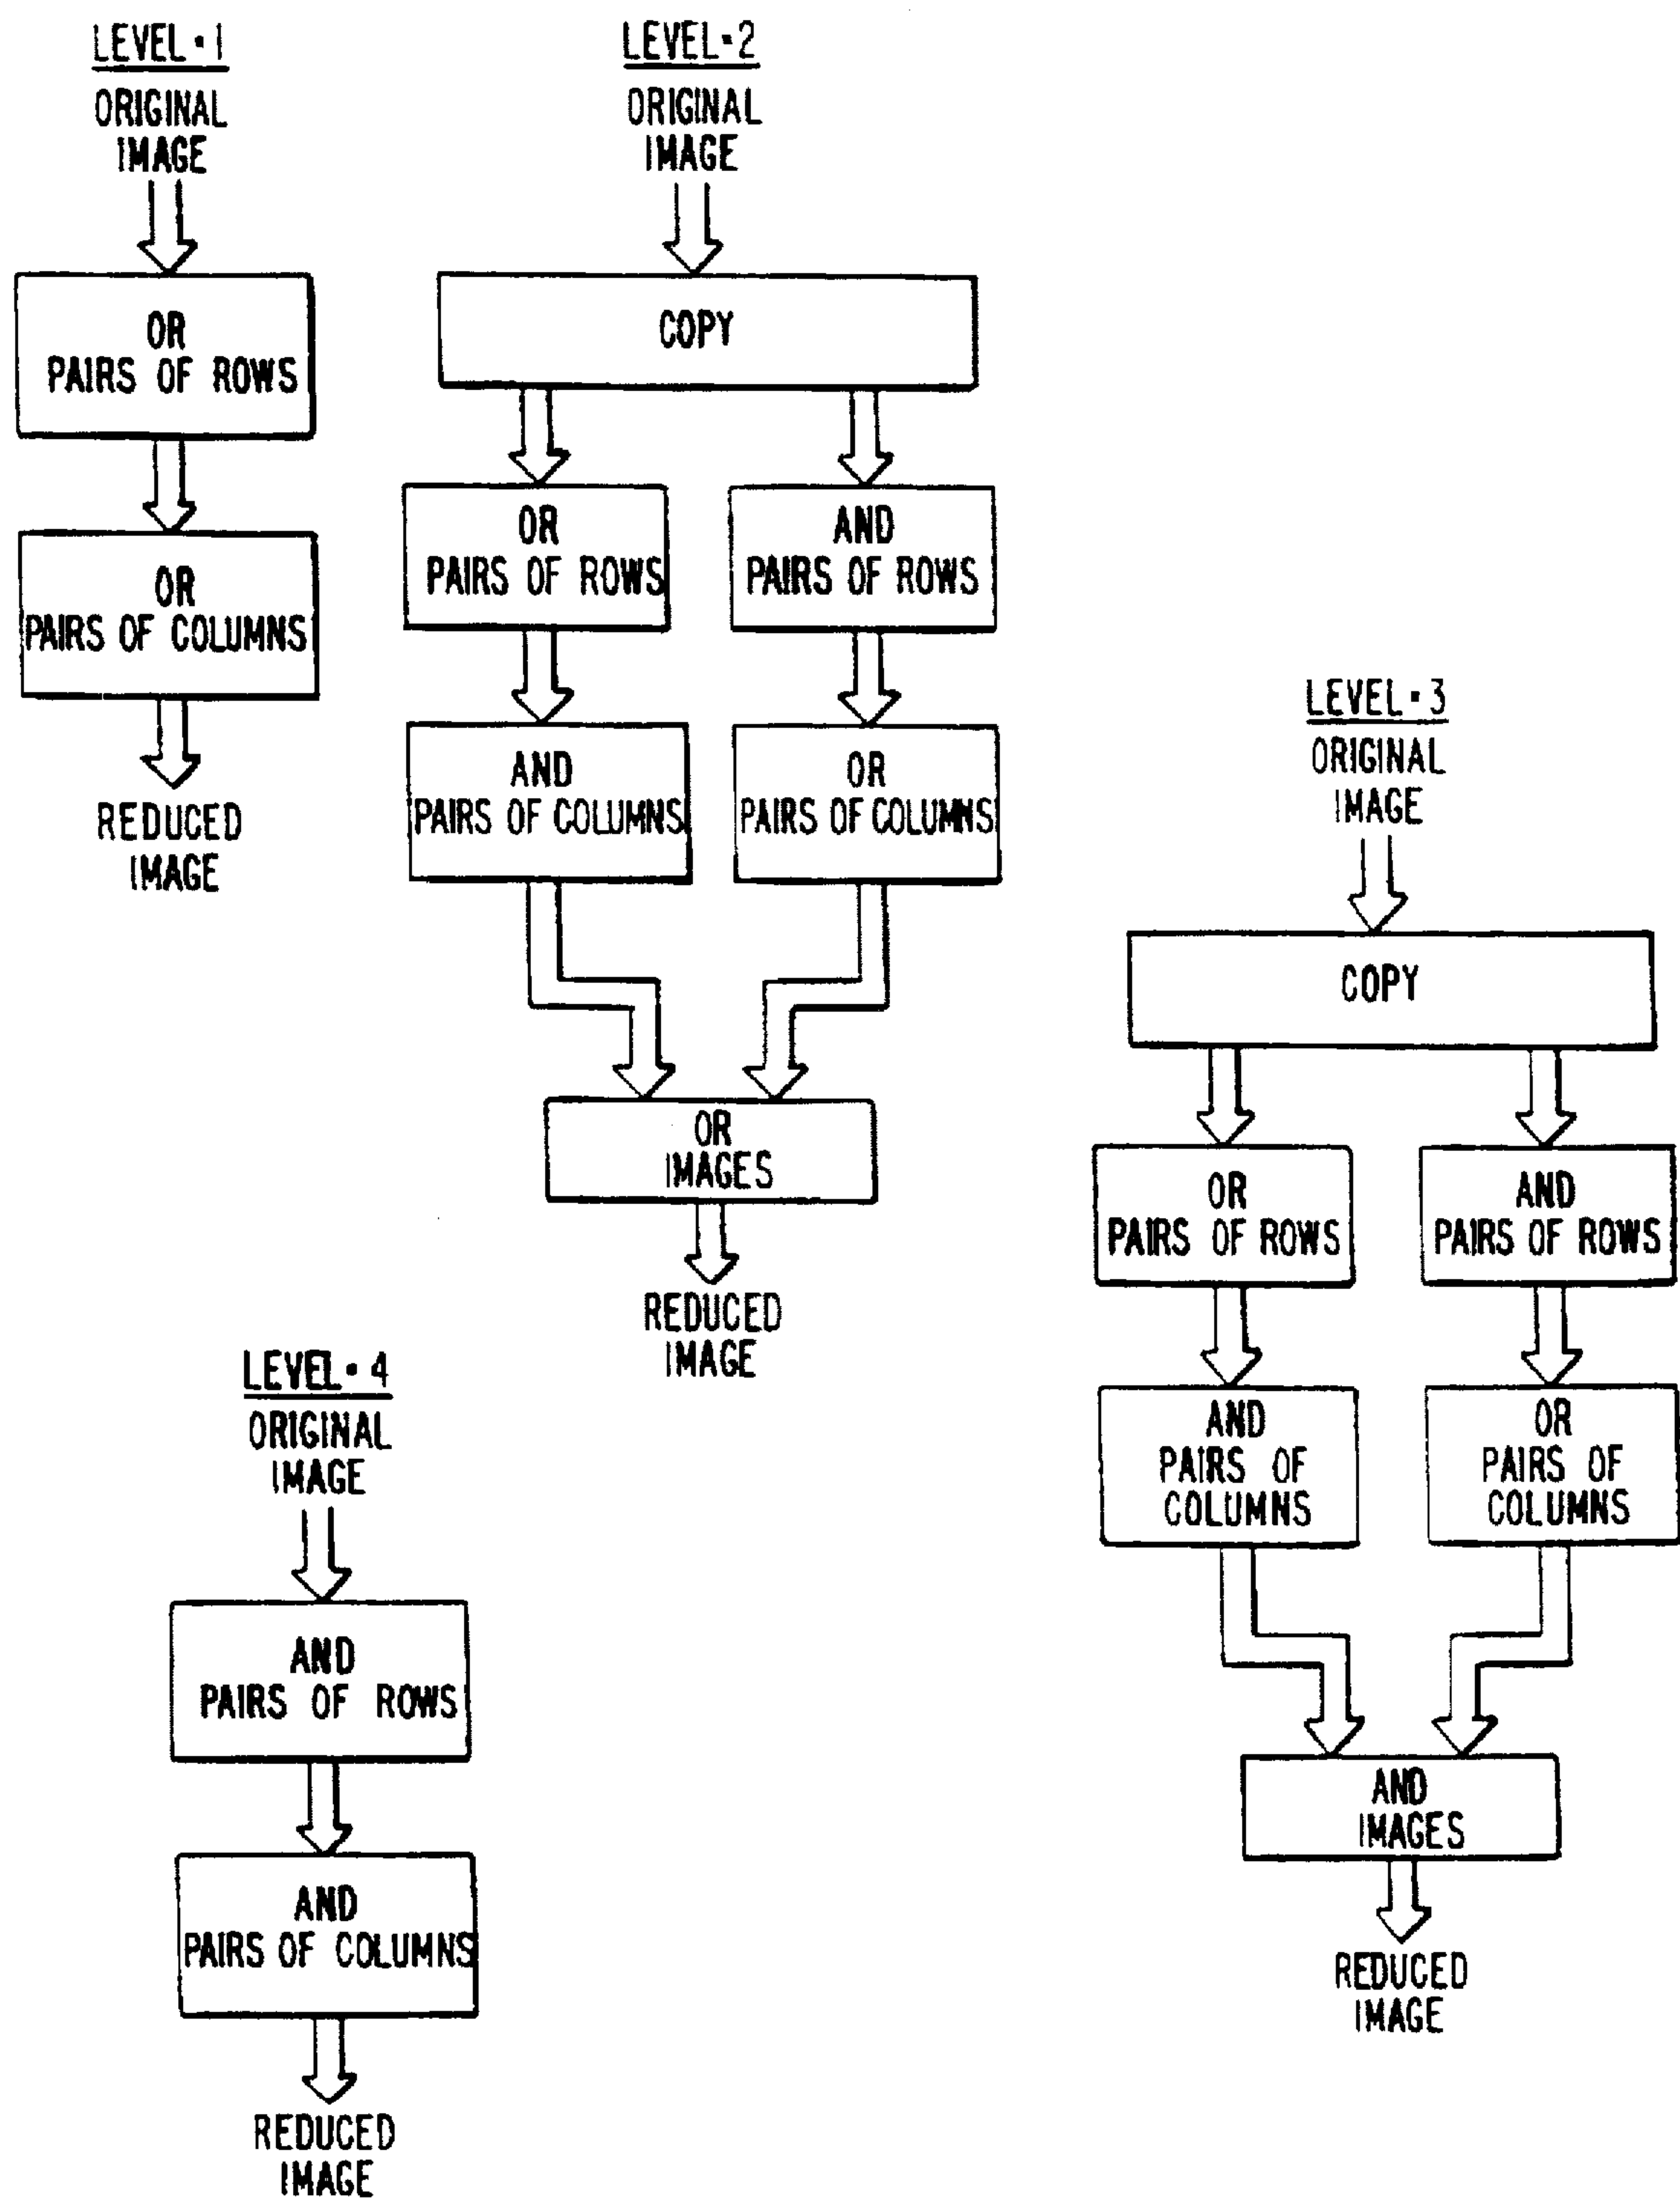 LEVEL=1
ORIGINAL
IMAGE
OR
PAIRS OF ROWS
OR
PAIRS OF COLUMNS
REDUCED
IMAGE
LEVEL=2
ORIGINAL
IMAGE
COPY
OR
PAIRS OF ROWS
AND
PAIRS OF ROWS
AND
PAIRS OF COLUMNS
OR
PAIRS OF COLUMNS
OR
IMAGES
REDUCED
IMAGE
LEVEL=3
ORIGINAL
IMAGE
COPY
OR
PAIRS OF ROWS
AND
PAIRS OF ROWS
AND
PAIRS OF
COLUMNS
OR
PAIRS OF
COLUMNS
AND
IMAGES
REDUCED
IMAGE
LEVEL=4
ORIGINAL
IMAGE
AND
PAIRS OF ROWS
AND
PAIRS OF COLUMNS
REDUCED
IMAGE